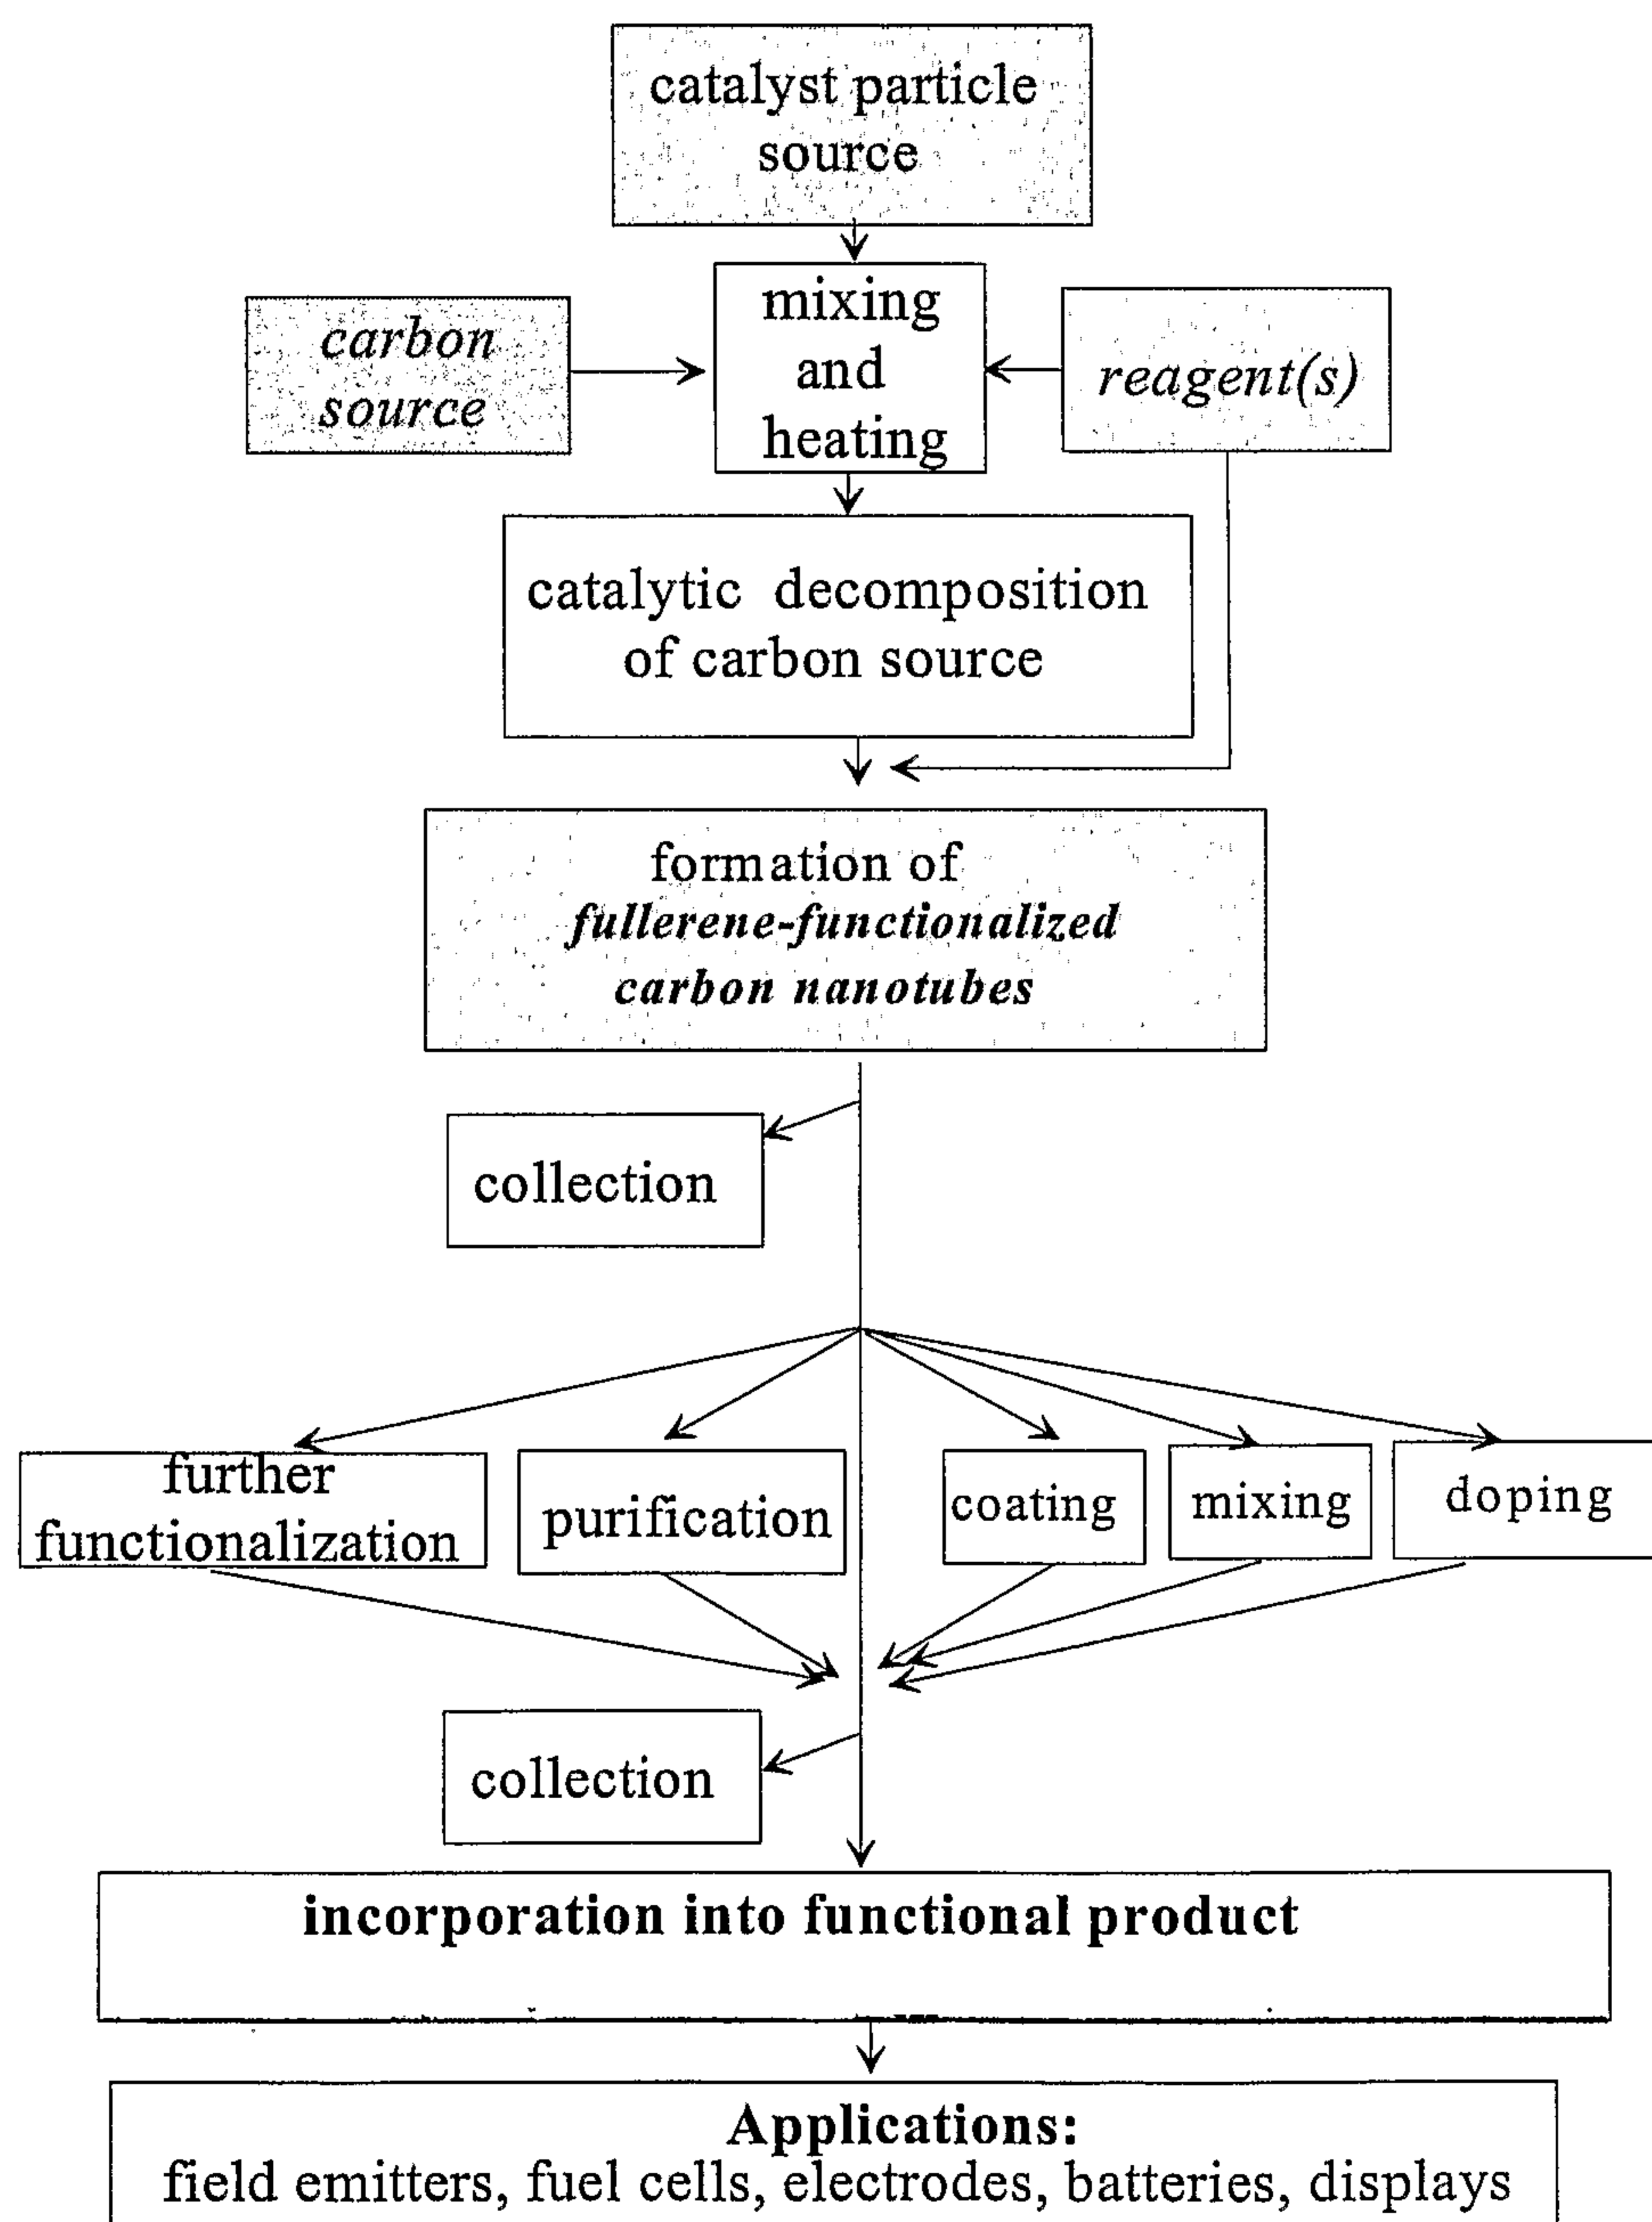 catalyst particle
source
carbon
source
mixing
and
heating
reagent(s)
catalytic decomposition
of carbon source
formation of
fullerene-functionalized
carbon nanotubes
collection
further
functionalization
purification
coating
mixing
doping
collection
incorporation into functional product
Applications:
field emitters, fuel cells, electrodes, batteries, displays